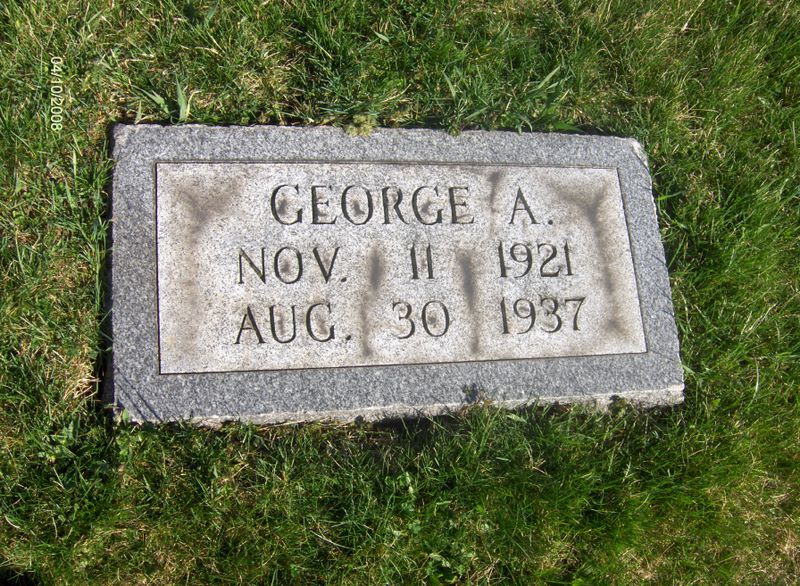 04/10/2008
GEORGE A.
NOV. 11 1921
AUG. 30 1937